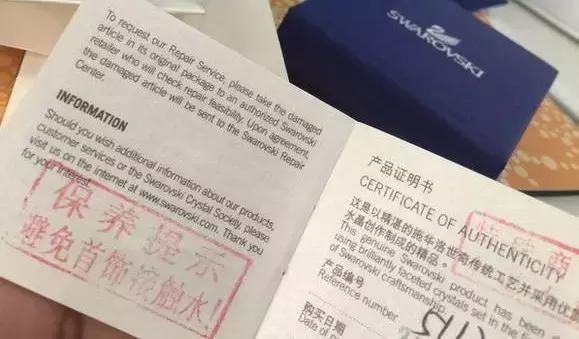 To request our Repair Service, please take the damaged
article in its original package to an authorized Swarovski
retailer who will check repair feasibility. Upon agreement,
the damaged article will be sent to the Swarovski Repair
Center.
INFORMATION
Should you wish additional information about our products,
customer services or the Swarovski Crystal Society, please
visit us on the internet at www.swarovski.com. Thank you
for your interest.
保养提示
避免首饰接触水!
SWAROVSKI
产品证明书
CERTIFICATE OF AUTHENTICITY
这是以精湛的施华洛世奇传统工艺并采用优
水晶创作制成的精品。
This genuine Swarovski product has been
using brilliantly faceted crystals set in the
of Swarovski craftsmanship.
产品编号
Reference number
购买日期
Date of